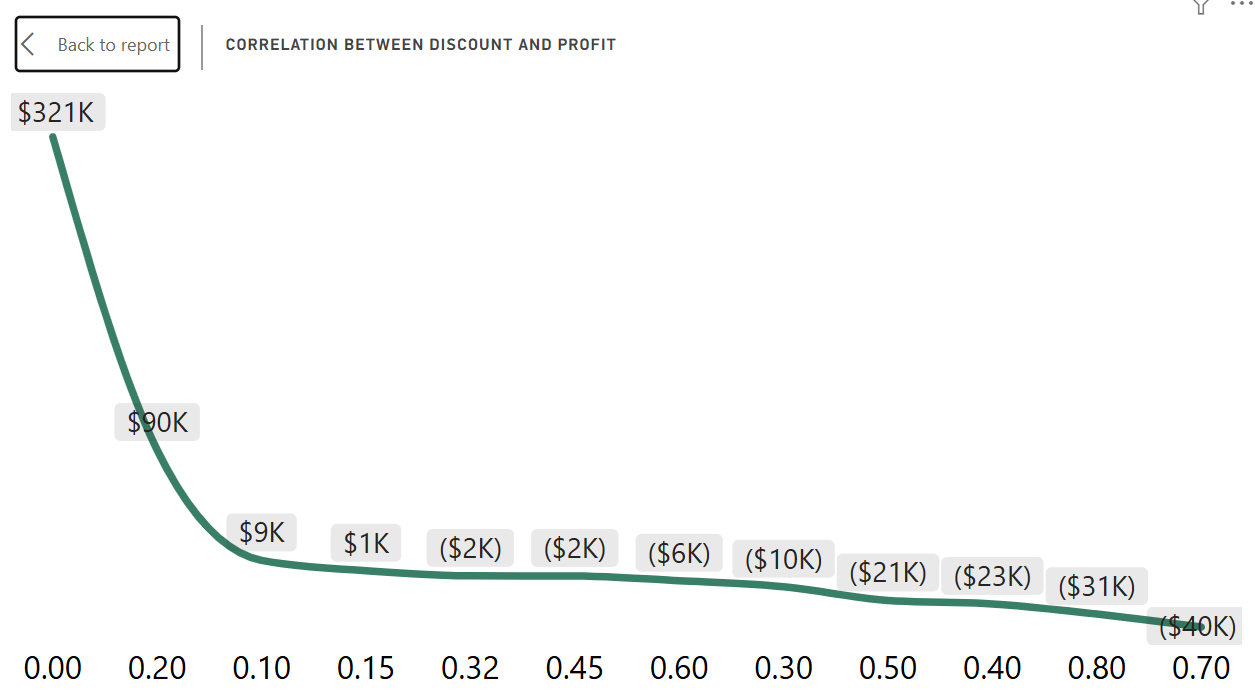 Back to report
CORRELATION BETWEEN DISCOUNT AND PROFIT
$321K
$90K
$9K
$1K
($2K)
($2K)
($6K)
($10K)
($21K)
($23K)
($31K)
($40K)
0.00 0.20 0.10 0.15 0.32 0.45 0.60 0.30 0.50 0.40 0.80 0.70